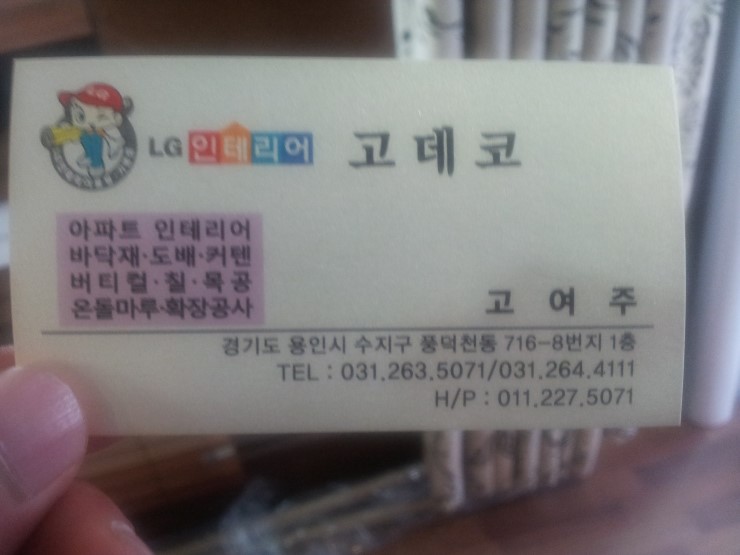 LG 인테리어 고데코
아파트 인테리어
바닥재·도배·커텐
버티컬·칠·목공
온돌마루·확장공사
고여주
경기도 용인시 수지구 풍덕천동 716-8번지 1층
TEL : 031.263.5071/031.264.4111
H/P : 011.227.5071